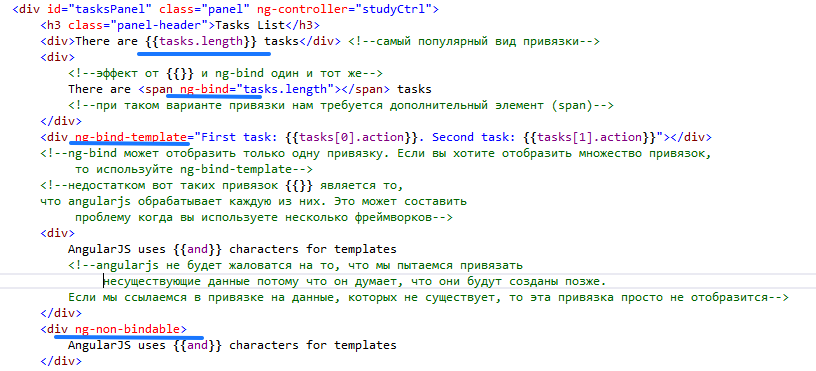 <div id="tasksPanel" class="panel" ng-controller="studyCtrl">
<h3 class="panel-header">Tasks List</h3>
<div>There are {{tasks.length}} tasks</div> <!--самый популярный вид привязки-->
<div>
<!--эффект от {{}} и ng-bind один и тот же-->
There are <span ng-bind="tasks.length"></span> tasks
<!--при таком варианте привязки нам требуется дополнительный элемент (span)-->
</div>
<div ng-bind-template="First task: {{tasks[0].action}}. Second task: {{tasks[1].action}}"></div>
<!--ng-bind может отобразить только одну привязку. Если вы хотите отобразить множество привязок,
то используйте ng-bind-template-->
<!--недостатком вот таких привязок {{}} является то,
что angularjs обрабатывает каждую из них. Это может составить
проблему когда вы используете несколько фреймворков-->
<div>
AngularJS uses {{and}} characters for templates
<!--angularjs не будет жаловатся на то, что мы пытаемся привязать
несуществующие данные потому что он думает, что они будут созданы позже.
Если мы ссылаемся в привязке на данные, которых не существует, то эта привязка просто не отобразится-->
</div>
<div ng-non-bindable>
AngularJS uses {{and}} characters for templates
</div>